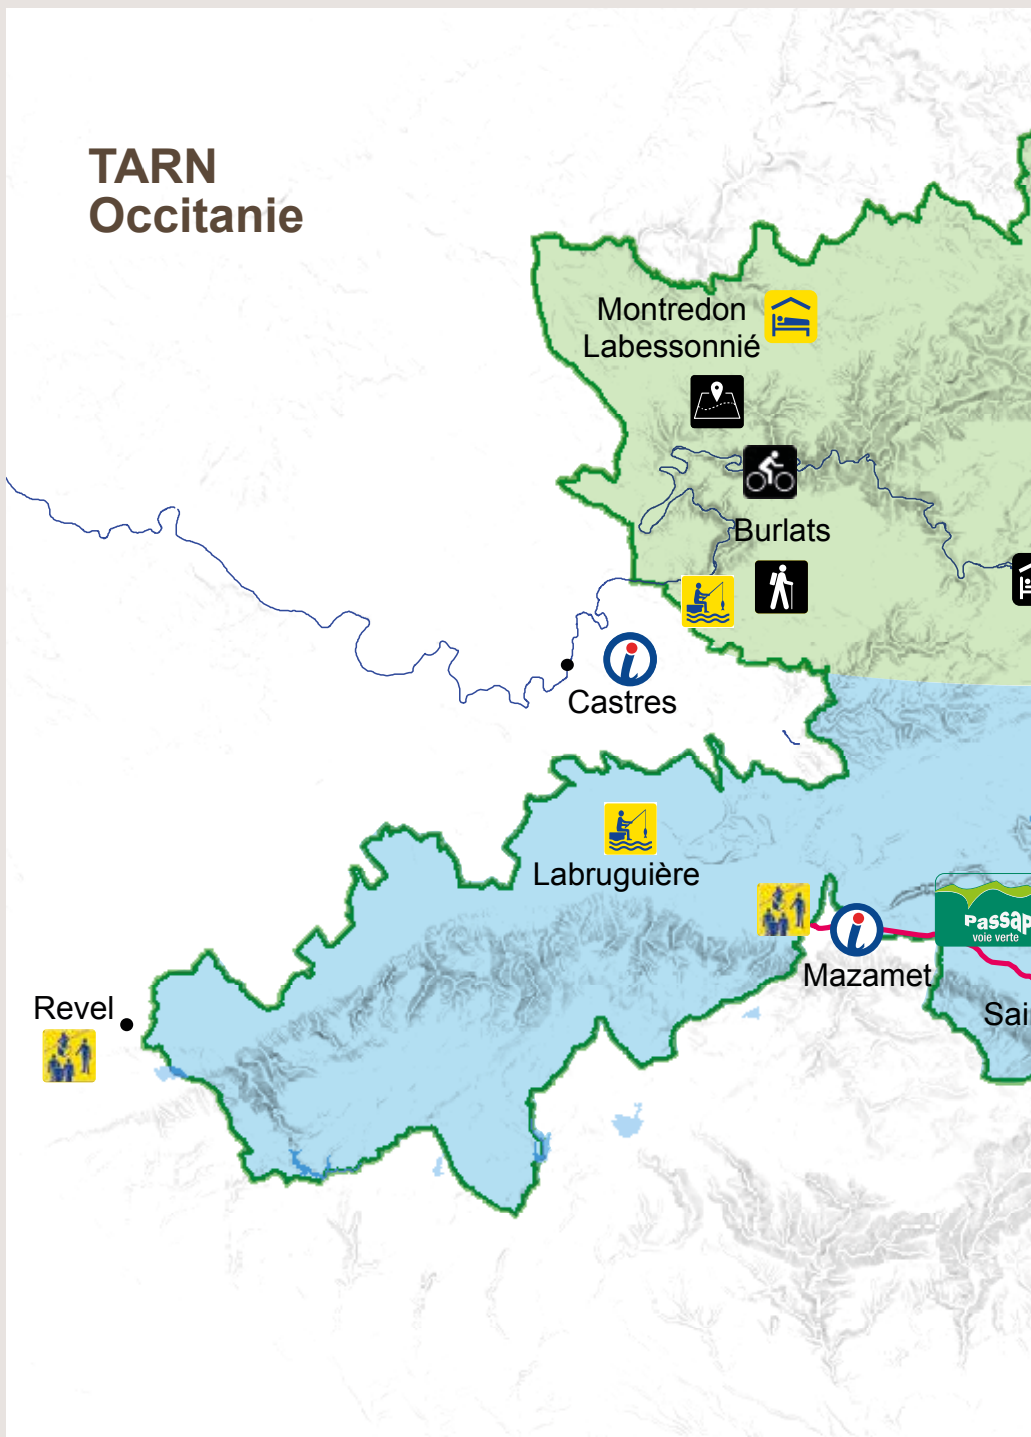 TARN
Occitanie
Montredon
Labessonnié
Burlats
Castres
Labruguière
Passap
voie verte
Mazamet
Revel
Sai